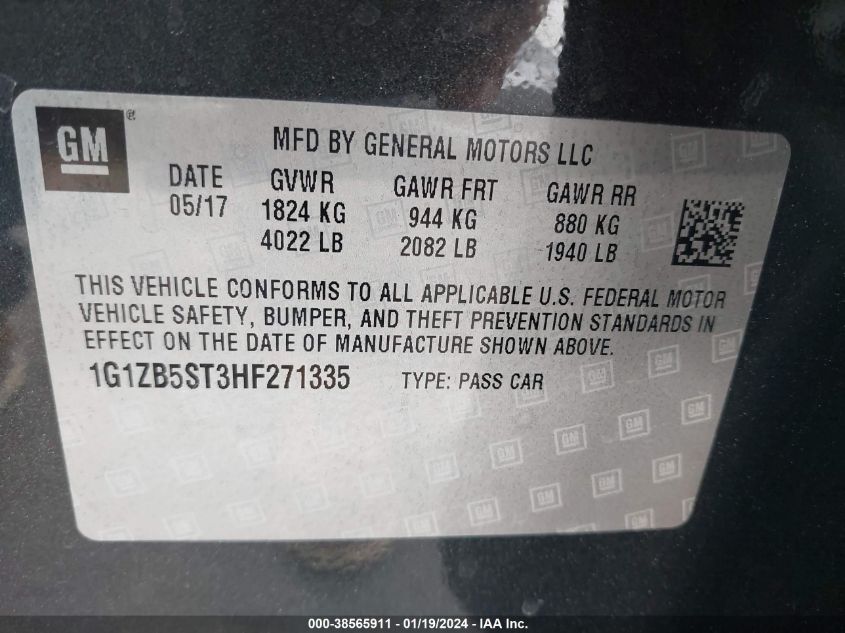 GM®
MFD BY GENERAL MOTORS LLC
DATE GVWR GAWR FRT GAWR RR
05/17 1824 KG 944 KG 880 KG
4022 LB 2082 LB 1940 LB
THIS VEHICLE CONFORMS TO ALL APPLICABLE U.S. FEDERAL MOTOR
VEHICLE SAFETY, BUMPER, AND THEFT PREVENTION STANDARDS IN
EFFECT ON THE DATE OF MANUFACTURE SHOWN ABOVE.
1G1ZB5ST3HF271335 TYPE: PASS CAR
000-38565911 - 01/19/2024 - IAA Inc.